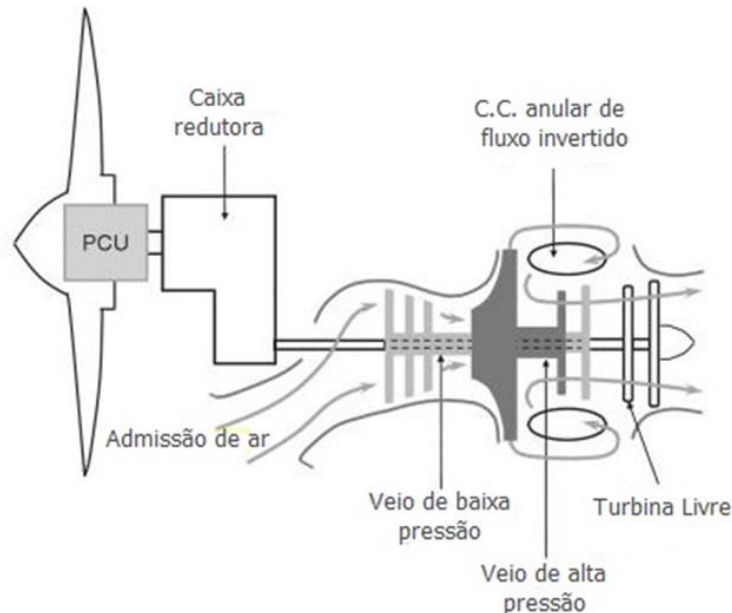 Caixa
redutora
C.C. anular de
fluxo invertido
PCU
Admissão de ar
Veio de baixa
pressão
Turbina Livre
Veio de alta
pressão